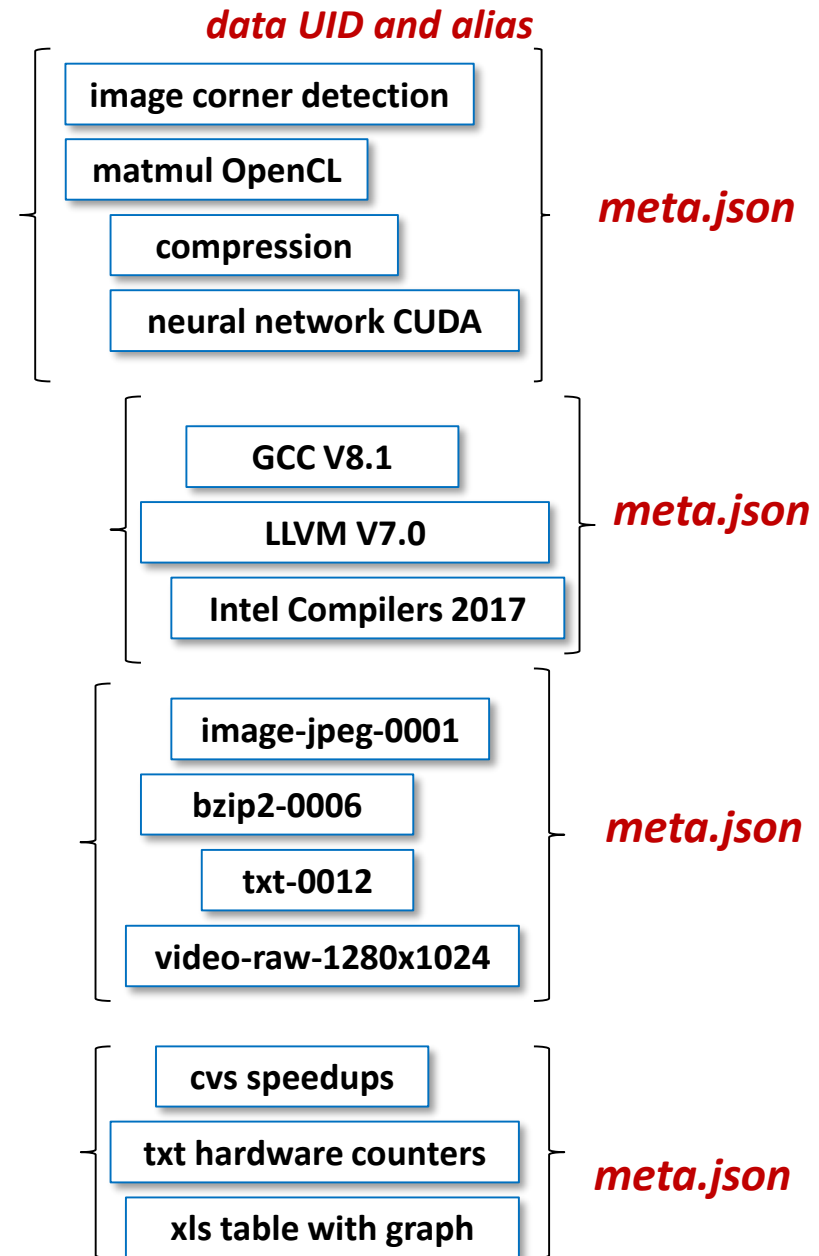 data UID and alias
image corner detection
matmul OpenCL
compression
neural network CUDA
meta.json
GCC V8.1
LLVM V7.0
Intel Compilers 2017
meta.json
image-jpeg-0001
bzip2-0006
txt-0012
video-raw-1280x1024
meta.json
cvs speedups
txt hardware counters
xls table with graph
meta.json